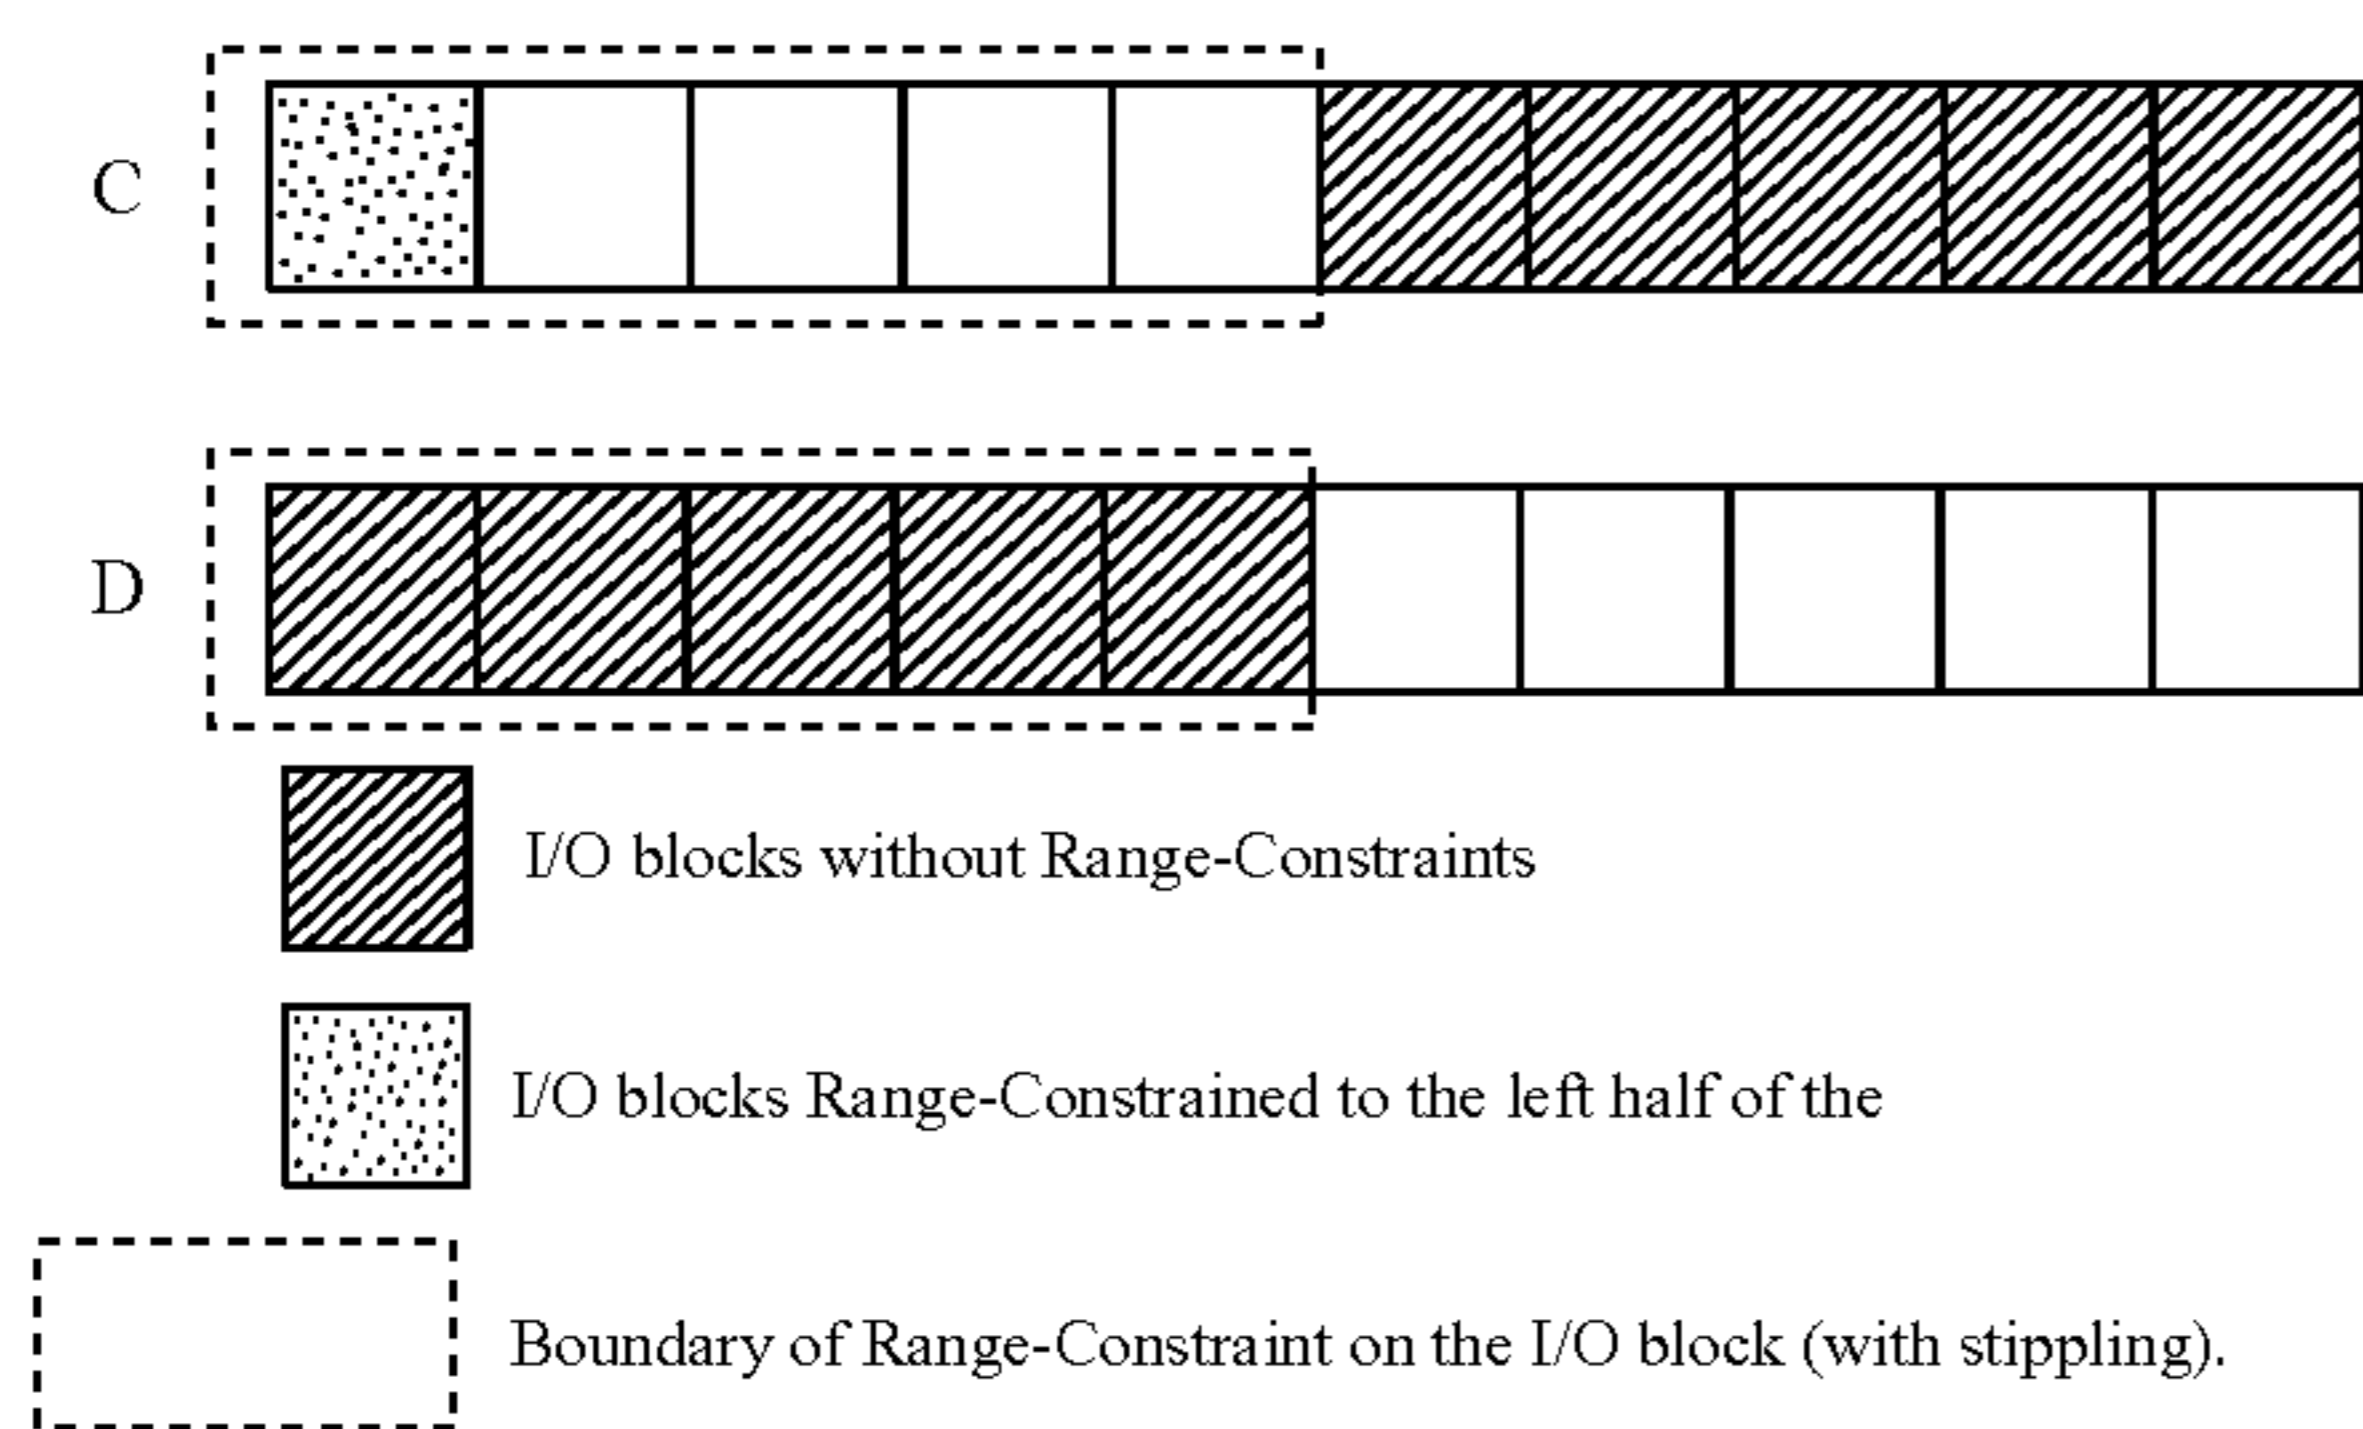 C
D
I/O blocks without Range-Constraints
I/O blocks Range-Constrained to the left half of the
Boundary of Range-Constraint on the I/O block (with stippling).